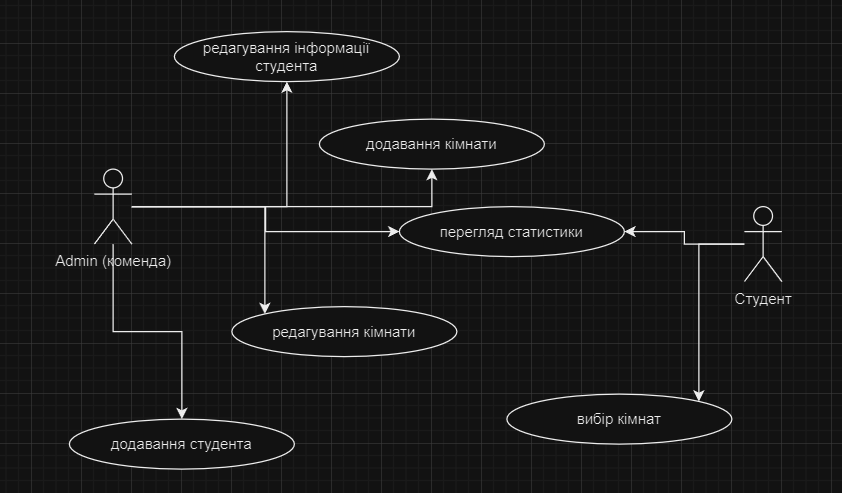 редагування інформації
студента
додавання кімнати
перегляд статистики
Admin (коменда)
Студент
редагування кімнати
вибір кімнат
додавання студента